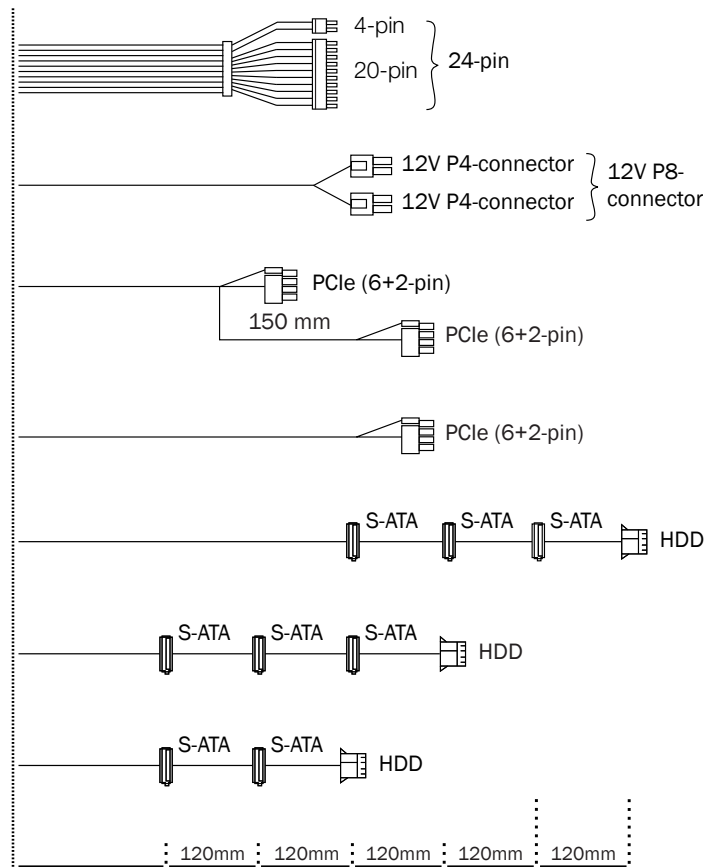 4-pin
20-pin
24-pin
12V P4-connector
12V P4-connector
12V P8-
connector
PCIe (6+2-pin)
150 mm
PCIe (6+2-pin)
PCIe (6+2-pin)
S-ATA S-ATA S-ATA
HDD
S-ATA S-ATA S-ATA
HDD
S-ATA S-ATA
HDD
120mm 120mm 120mm 120mm 120mm